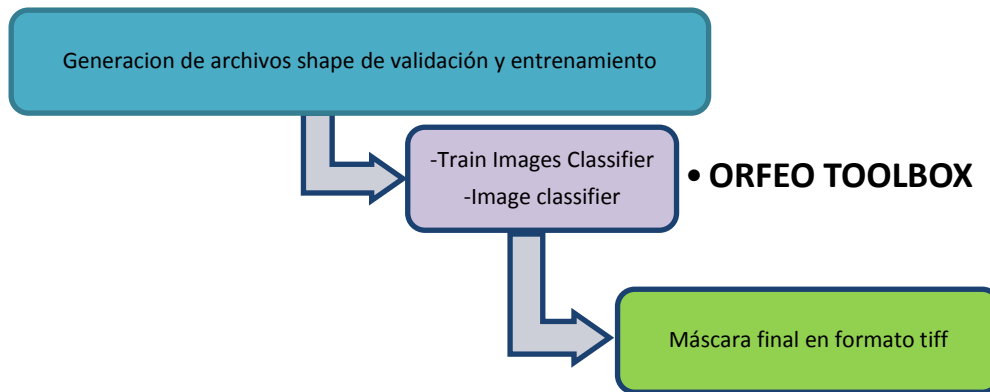 Generacion de archivos shape de validación y entrenamiento
-Train Images Classifier
-Image classifier
• ORFEO TOOLBOX
Máscara final en formato tiff